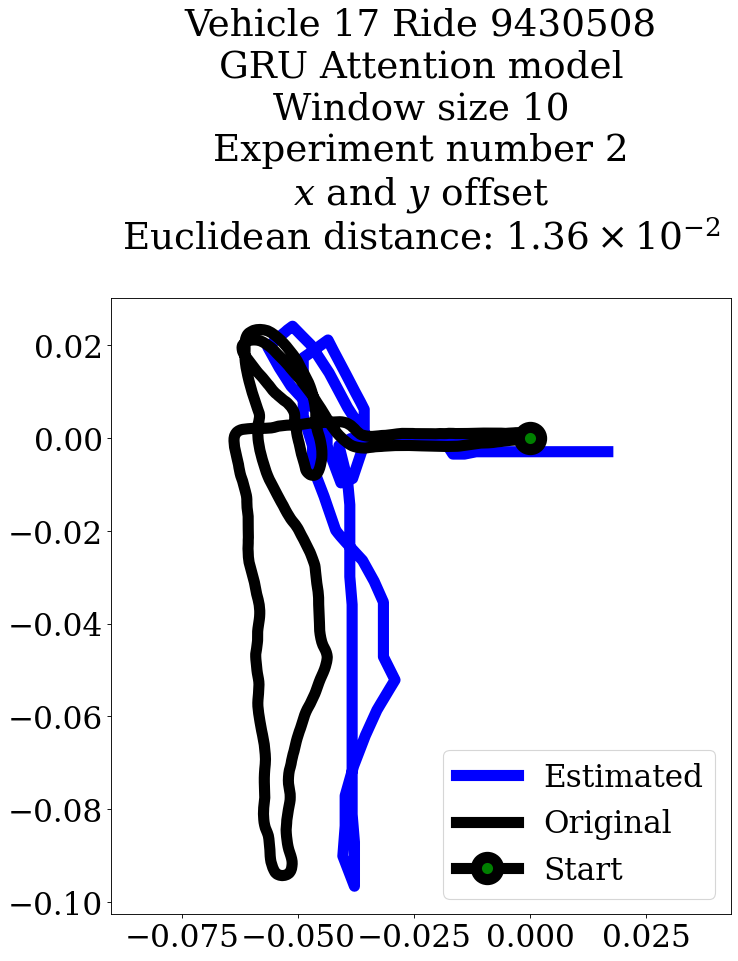 Vehicle 17 Ride 9430508
GRU Attention model
Window size 10
Experiment number 2
x and y offset
Euclidean distance: 1.36 × 10⁻²
0.02
0.00
−0.02
−0.04
−0.06
−0.08
−0.10
Estimated
Original
Start
−0.075 −0.050 −0.025 0.000 0.025